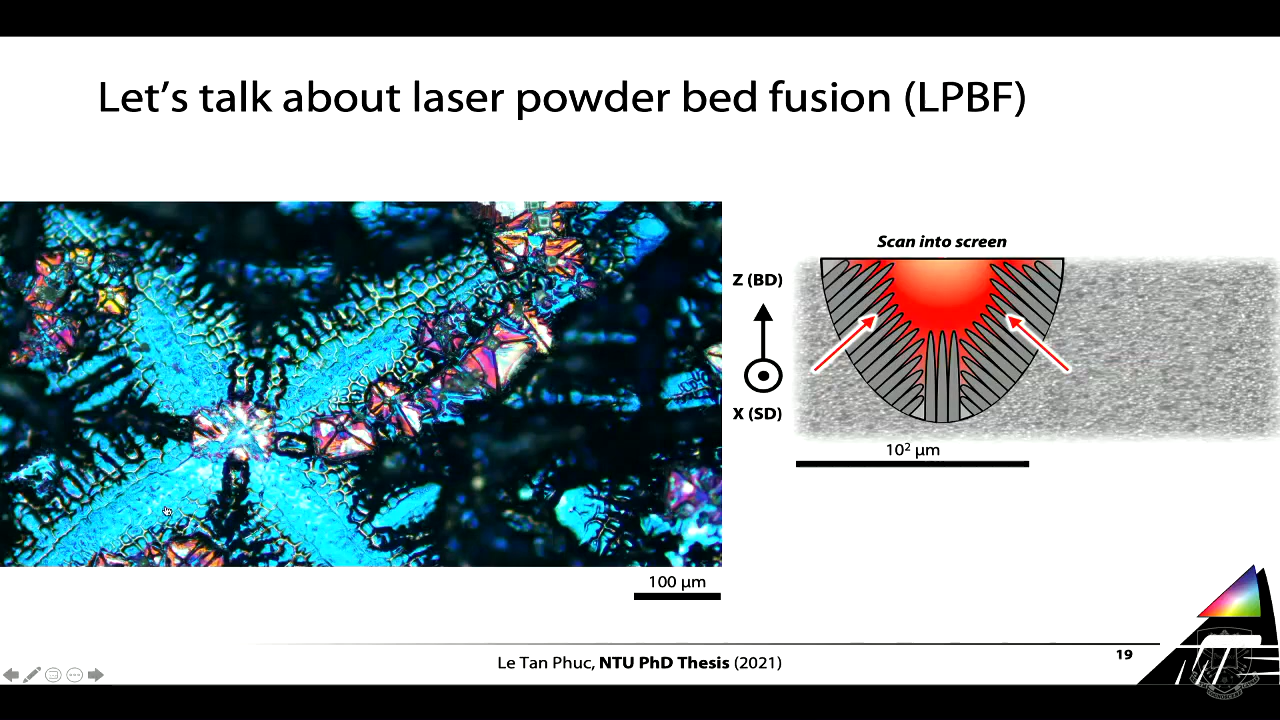 Let’s talk about laser powder bed fusion (LPBF)
Scan into screen
Z (BD)
X (SD)
10² µm
100 µm
Le Tan Phuc, NTU PhD Thesis (2021)
19